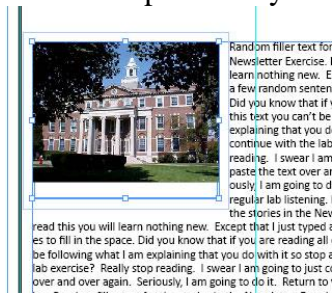 Random filler text for
Newsletter Exercise.
learn nothing new. E
a few random senten
Did you know that if y
this text you can't be
explaining that you d
continue with the lab
reading. I swear I am
paste the text over an
ously, I am going to d
regular lab listening.
the stories in the New
read this you will learn nothing new. Except that I just typed a
es to fill in the space. Did you know that if you are reading all
be following what I am explaining that you do with it so stop a
lab exercise? Really stop reading. I swear I am going to just co
over and over again. Seriously, I am going to do it. Return to